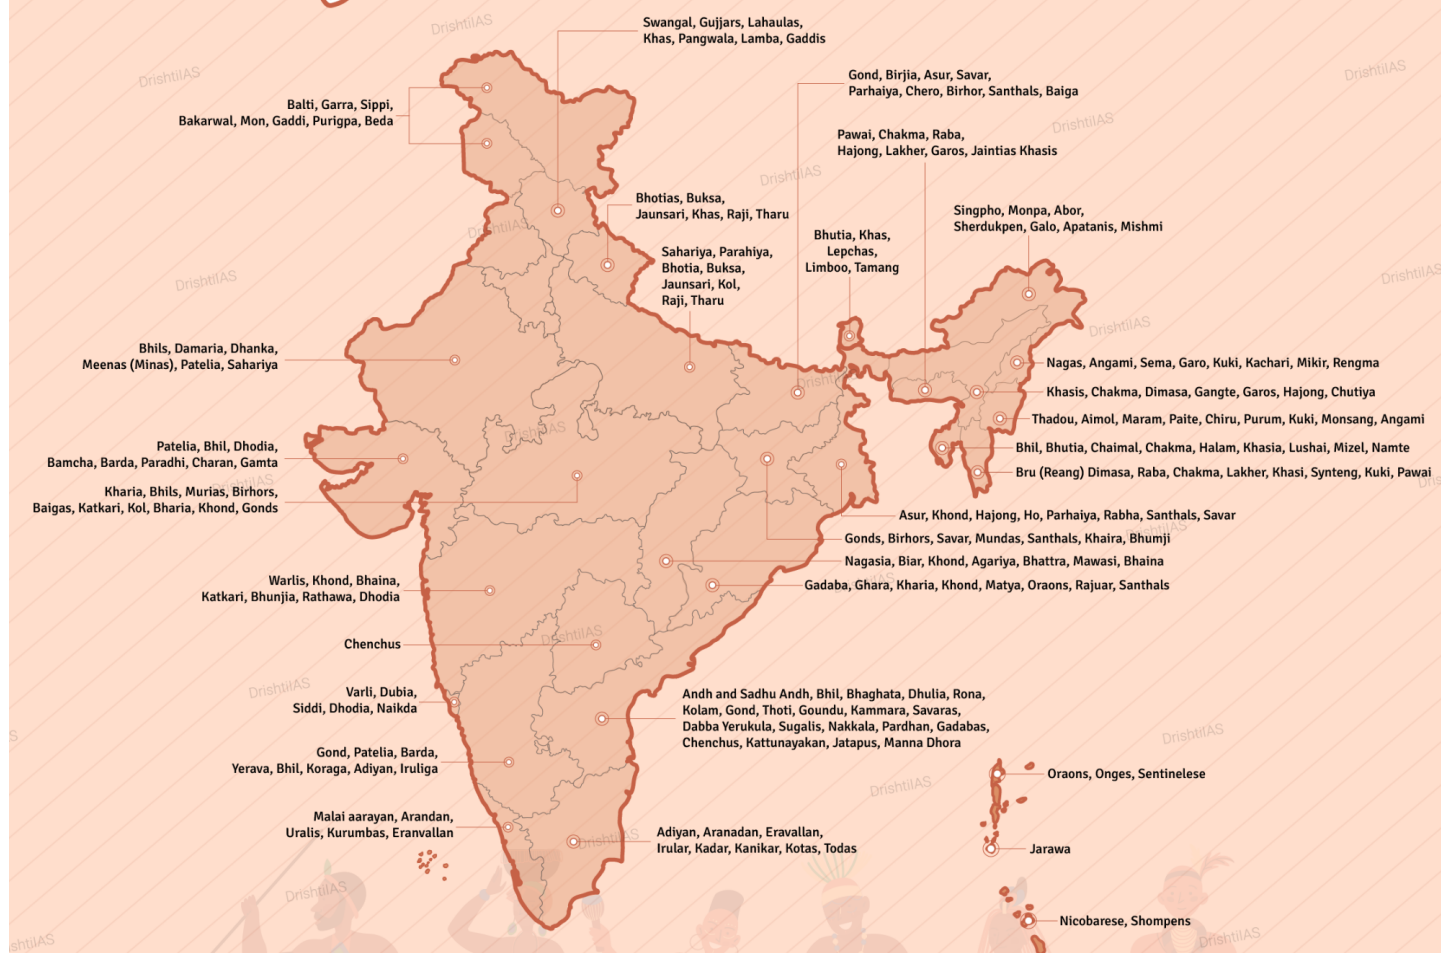 Swangal, Gujjars, Lahaulas,
Khas, Pangwala, Lamba, Gaddis
Gond, Birjia, Asur, Savar,
Parhaiya, Chero, Birhor, Santhals, Baiga
Balti, Garra, Sippi,
Bakarwal, Mon, Gaddi, Purigpa, Beda
Pawai, Chakma, Raba,
Hajong, Lakher, Garos, Jaintias Khasis
Bhotias, Buksa,
Jaunsari, Khas, Raji, Tharu
Singpho, Monpa, Abor,
Sherdukpen, Galo, Apatanis, Mishmi
Bhutia, Khas,
Lepchas,
Limboo, Tamang
Sahariya, Parahiya,
Bhotia, Buksa,
Jaunsari, Kol,
Raji, Tharu
Bhils, Damaria, Dhanka,
Meenas (Minas), Patelia, Sahariya
Nagas, Angami, Sema, Garo, Kuki, Kachari, Mikir, Rengma
Khasis, Chakma, Dimasa, Gangte, Garos, Hajong, Chutiya
Thadou, Aimol, Maram, Paite, Chiru, Purum, Kuki, Monsang, Angami
Bhil, Bhutia, Chaimal, Chakma, Halam, Khasia, Lushai, Mizel, Namte
Bru (Reang) Dimasa, Raba, Chakma, Lakher, Khasi, Synteng, Kuki, Pawai
Patelia, Bhil, Dhodia,
Bamcha, Barda, Paradhi, Charan, Gamta
Kharia, Bhils, Murias, Birhors,
Baigas, Katkari, Kol, Bharia, Khond, Gonds
Asur, Khond, Hajong, Ho, Parhaiya, Rabha, Santhals, Savar
Gonds, Birhors, Savar, Mundas, Santhals, Khaira, Bhumji
Nagasia, Biar, Khond, Agariya, Bhattra, Mawasi, Bhaina
Gadaba, Ghara, Kharia, Khond, Matya, Oraons, Rajuar, Santhals
Warlis, Khond, Bhaina,
Katkari, Bhunjia, Rathawa, Dhodia
Chenchus
Varli, Dubia,
Siddi, Dhodia, Naikda
Andh and Sadhu Andh, Bhil, Bhaghata, Dhulia, Rona,
Kolam, Gond, Thoti, Goundu, Kammara, Savaras,
Dabba Yerukula, Sugalis, Nakkala, Pardhan, Gadabas,
Chenchus, Kattunayakan, Jatapus, Manna Dhora
Gond, Patelia, Barda,
Yerava, Bhil, Koraga, Adiyan, Iruliga
Malai aarayan, Arandan,
Uralis, Kurumbas, Eranvallan
Adiyan, Aranadan, Eravallan,
Irular, Kadar, Kanikar, Kotas, Todas
Oraons, Onges, Sentinelese
Jarawa
Nicobarese, Shompens
DrishtiIAS